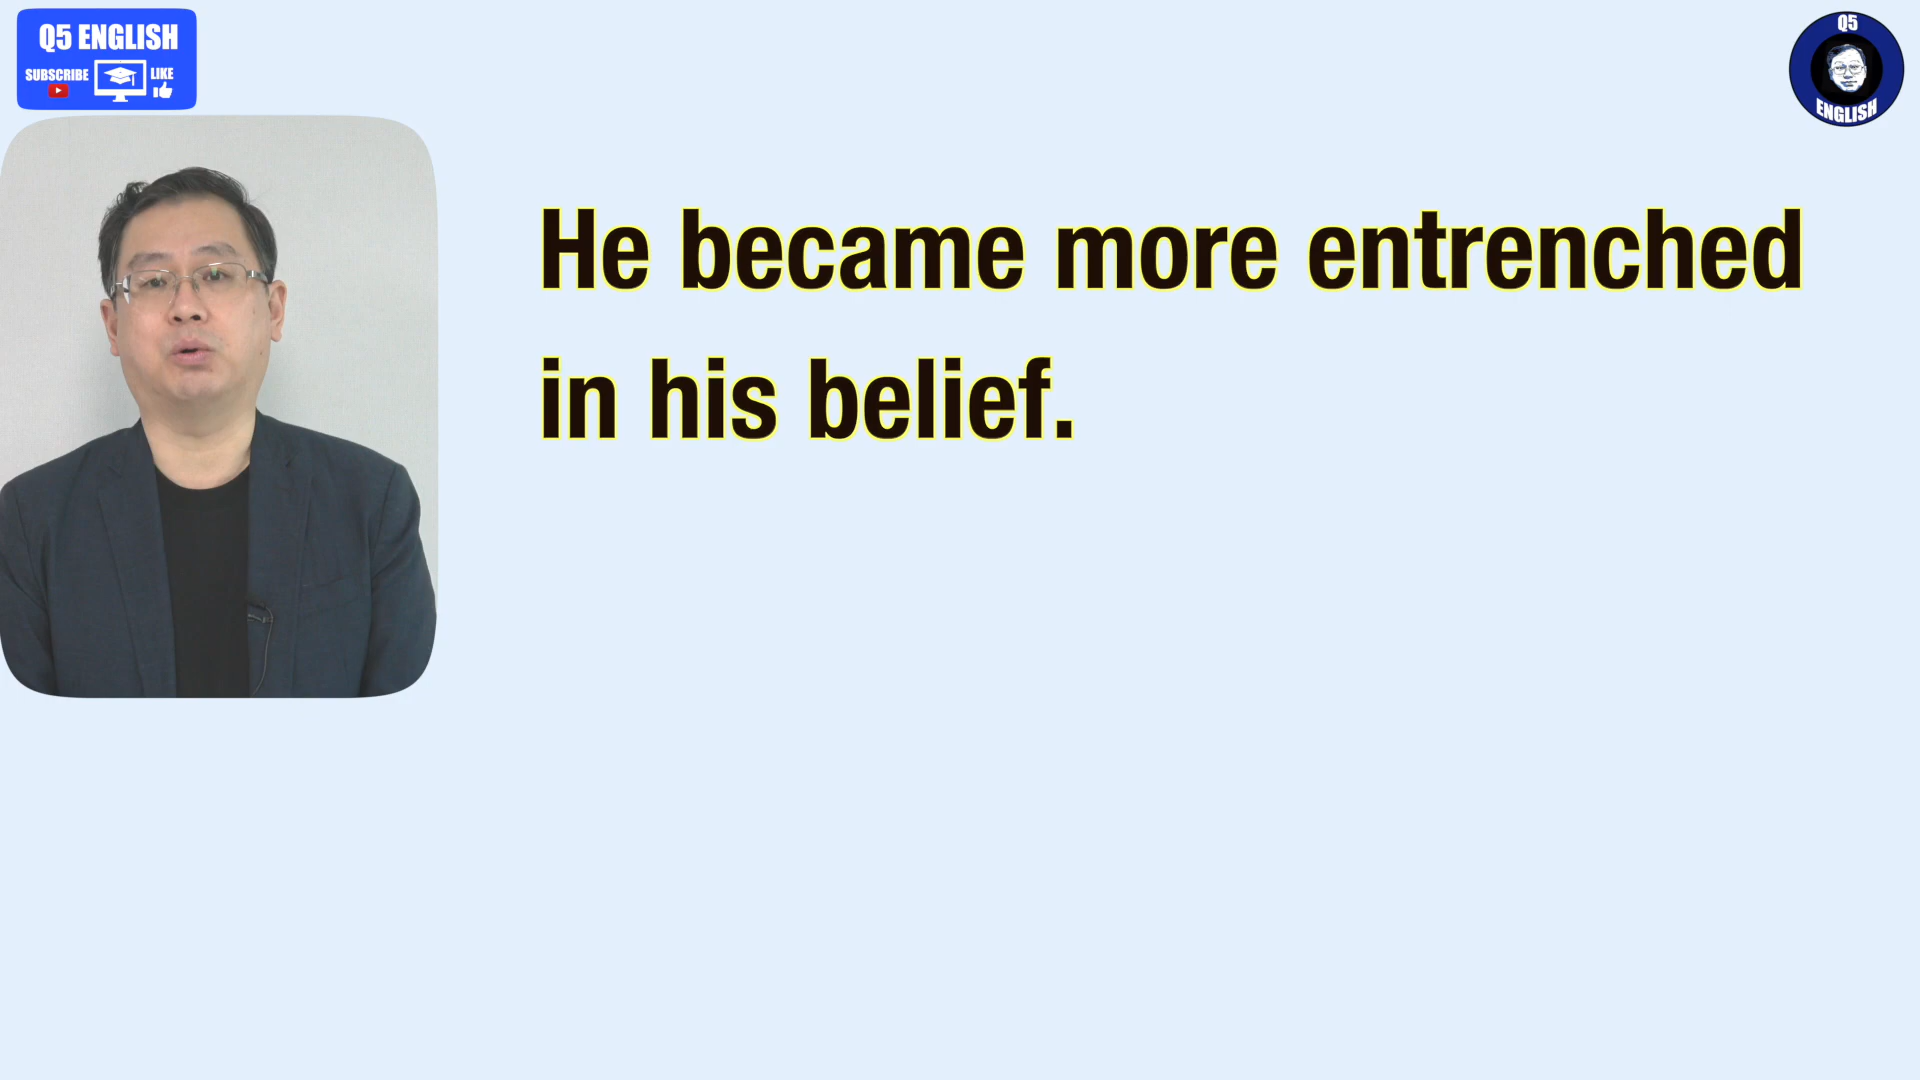 Q5 ENGLISH
SUBSCRIBE
LIKE
Q5
ENGLISH
He became more entrenched
in his belief.